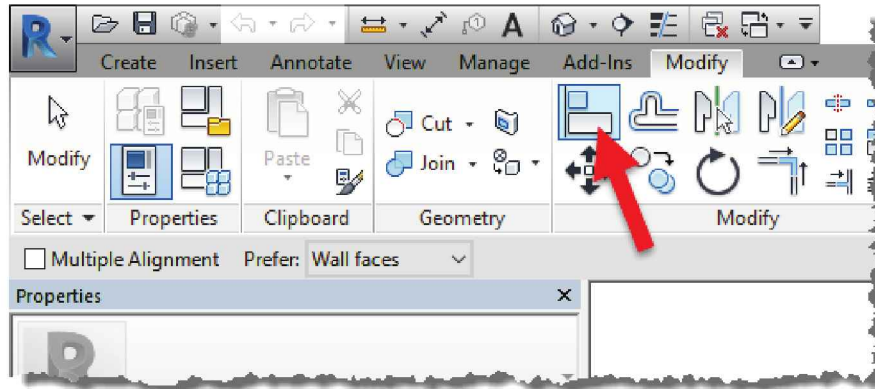 R A
Create Insert Annotate View Manage Add-Ins Modify
Cut
Modify Paste Join
Select Properties Clipboard Geometry Modify
Multiple Alignment Prefer: Wall faces
Properties
R